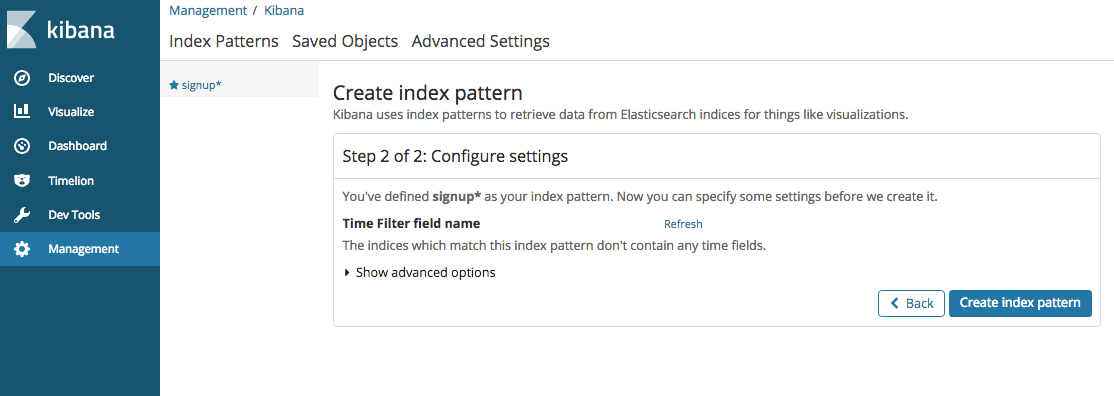 kibana
Discover
Visualize
Dashboard
Timelion
Dev Tools
Management
Management / Kibana
Index Patterns Saved Objects Advanced Settings
signup*
Create index pattern
Kibana uses index patterns to retrieve data from Elasticsearch indices for things like visualizations.
Step 2 of 2: Configure settings
You've defined signup* as your index pattern. Now you can specify some settings before we create it.
Time Filter field name Refresh
The indices which match this index pattern don't contain any time fields.
Show advanced options
Back Create index pattern